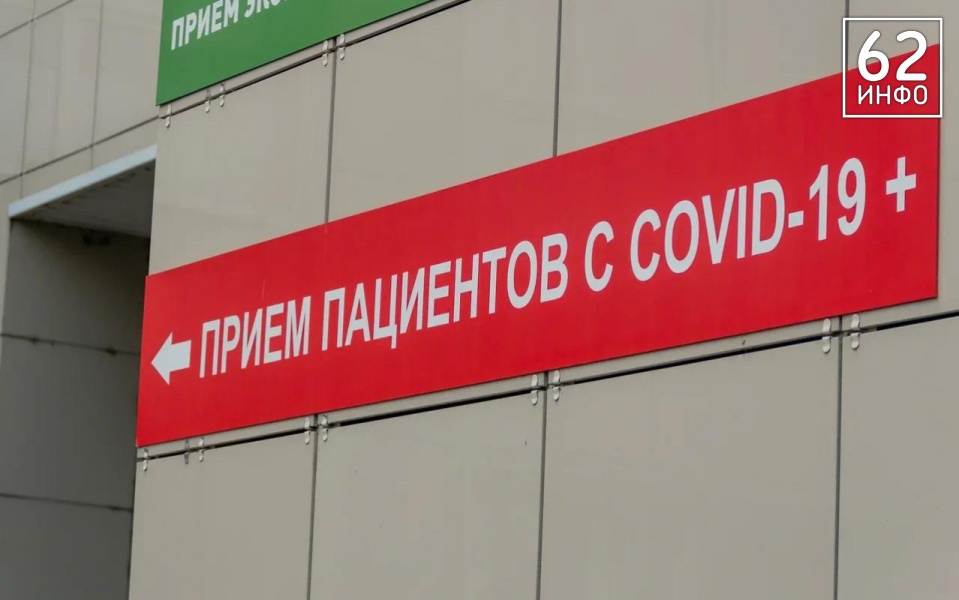 ПРИЕМ
62
ИНФО
ПРИЕМ ПАЦИЕНТОВ С COVID-19 +